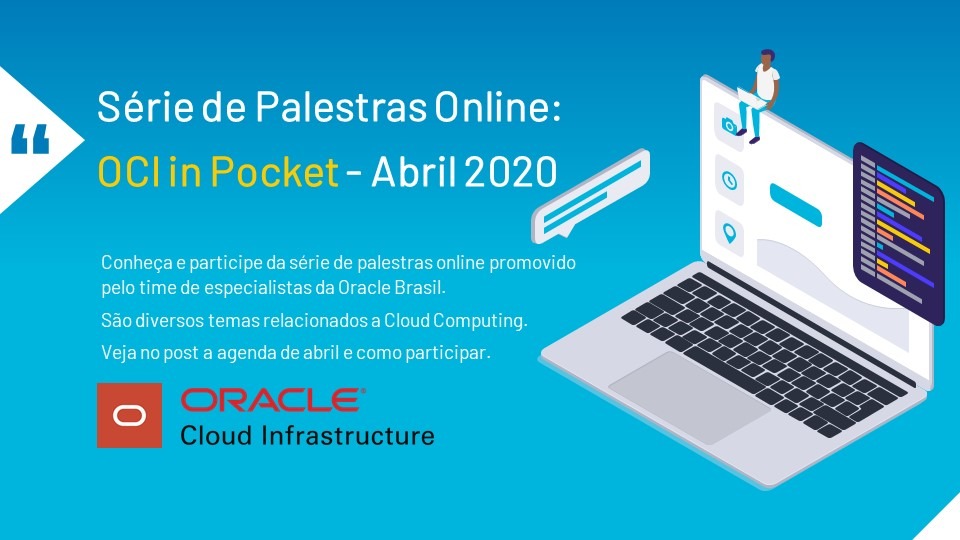 “
Série de Palestras Online:
OCI in Pocket - Abril 2020
Conheça e participe da série de palestras online promovido
pelo time de especialistas da Oracle Brasil.
São diversos temas relacionados a Cloud Computing.
Veja no post a agenda de abril e como participar.
ORACLE®
Cloud Infrastructure